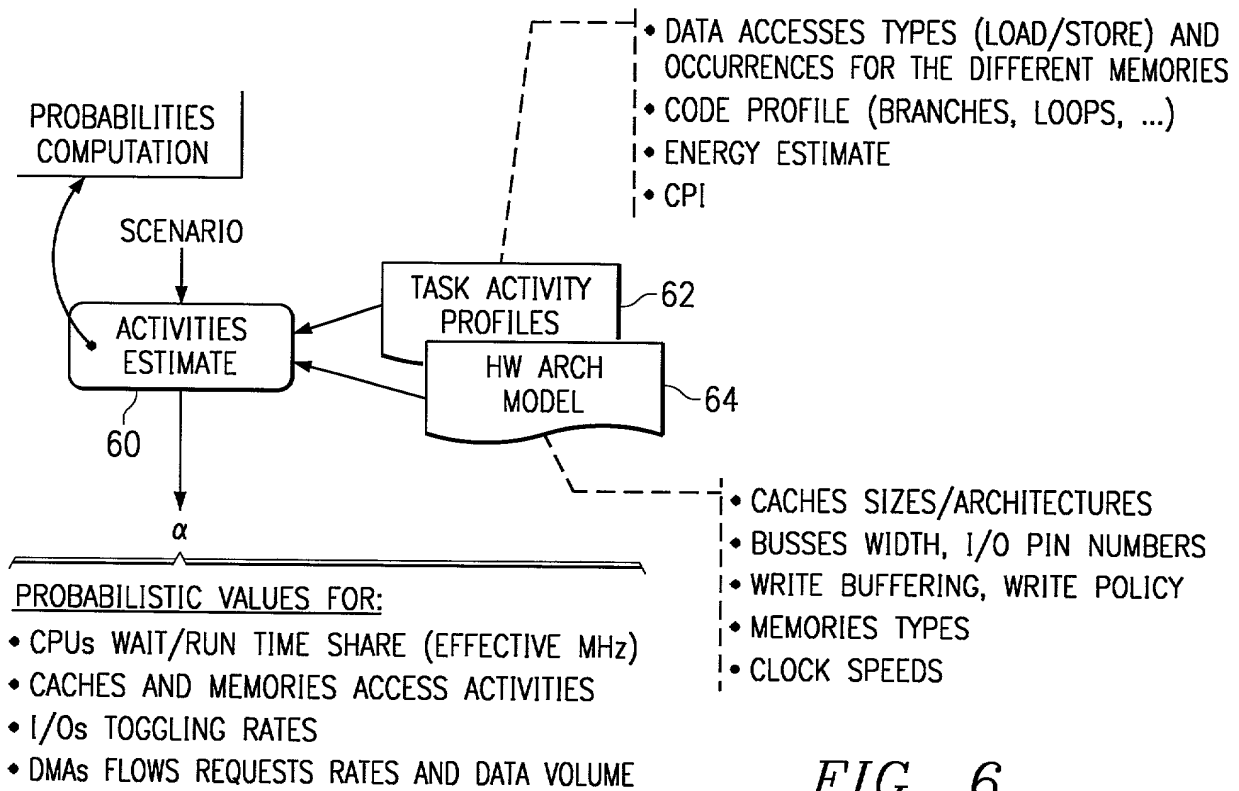 • DATA ACCESSES TYPES (LOAD/STORE) AND
OCCURRENCES FOR THE DIFFERENT MEMORIES
• CODE PROFILE (BRANCHES, LOOPS, ...)
• ENERGY ESTIMATE
• CPI
PROBABILITIES
COMPUTATION
SCENARIO
TASK ACTIVITY
PROFILES
62
ACTIVITIES
ESTIMATE
60
HW ARCH
MODEL
64
• CACHES SIZES/ARCHITECTURES
• BUSSES WIDTH, I/O PIN NUMBERS
• WRITE BUFFERING, WRITE POLICY
• MEMORIES TYPES
• CLOCK SPEEDS
α
PROBABILISTIC VALUES FOR:
• CPUs WAIT/RUN TIME SHARE (EFFECTIVE MHz)
• CACHES AND MEMORIES ACCESS ACTIVITIES
• I/Os TOGGLING RATES
• DMAs FLOWS REQUESTS RATES AND DATA VOLUME
FIG. 6